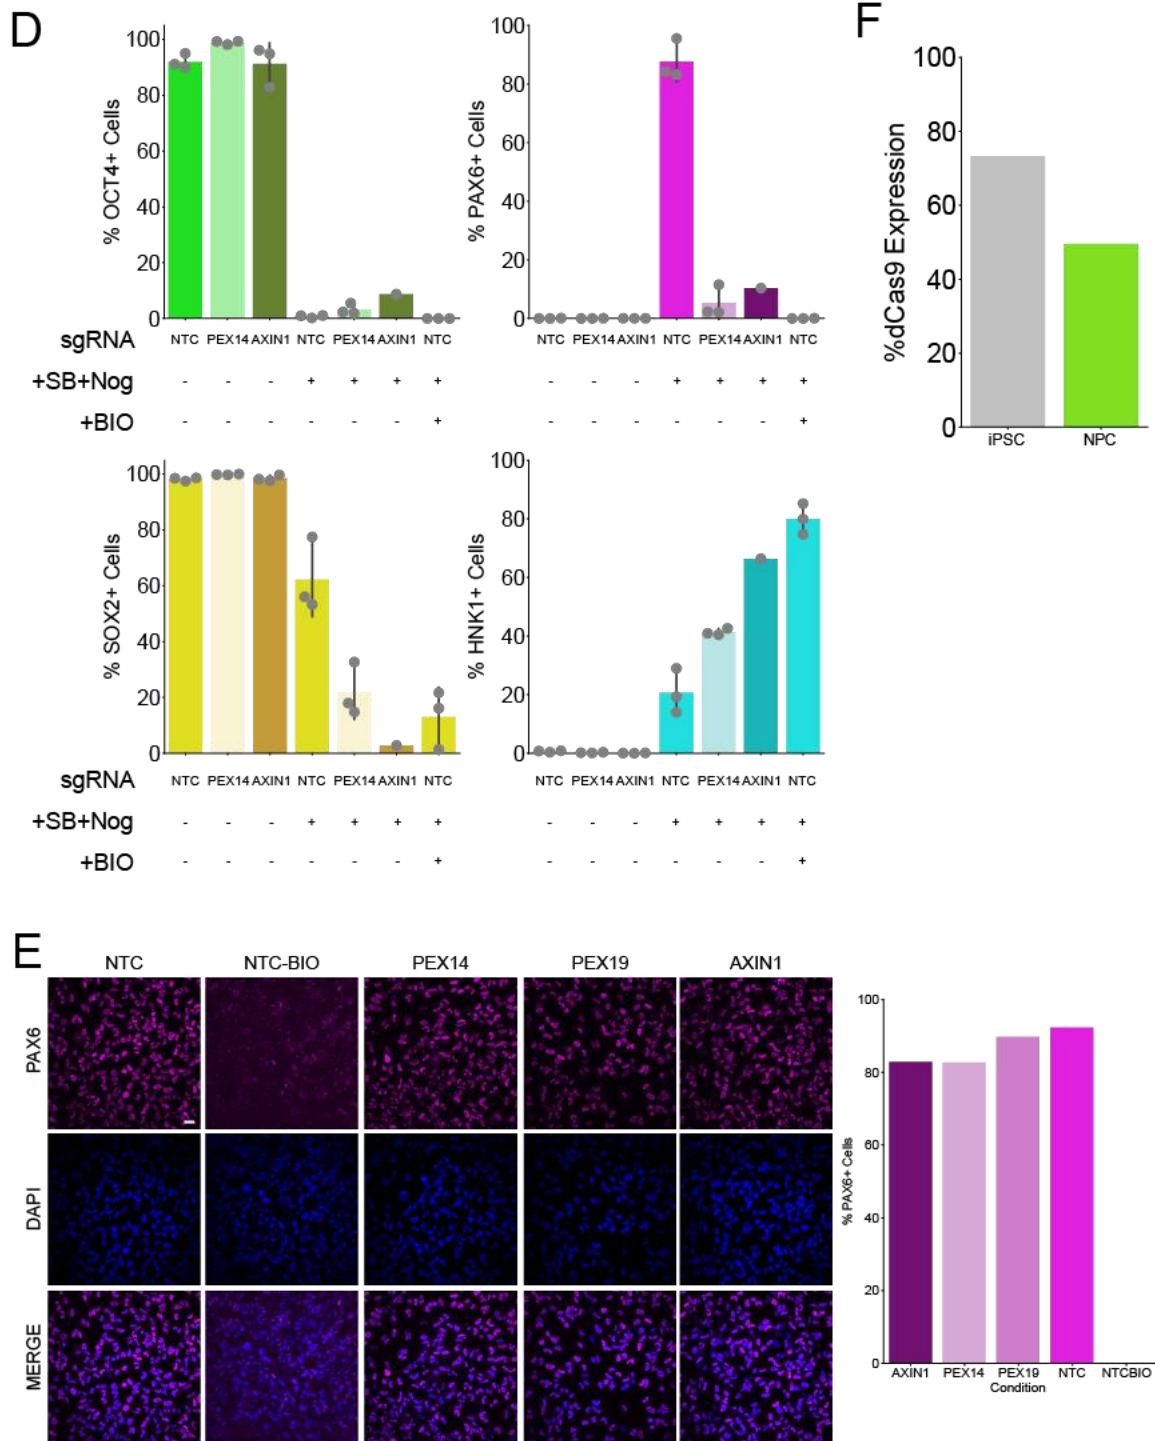 D
% OCT4+ Cells
100
80
60
40
20
0
sgRNA NTC PEX14 AXIN1 NTC PEX14 AXIN1 NTC
+SB+Nog - - - + + + +
+BIO - - - - - - +
% PAX6+ Cells
100
80
60
40
20
0
NTC PEX14 AXIN1 NTC PEX14 AXIN1 NTC
- - - + + + +
- - - - - - +
F
%dCas9 Expression
100
80
60
40
20
0
iPSC NPC
% SOX2+ Cells
100
80
60
40
20
0
sgRNA NTC PEX14 AXIN1 NTC PEX14 AXIN1 NTC
+SB+Nog - - - + + + +
+BIO - - - - - - +
% HNK1+ Cells
100
80
60
40
20
0
NTC PEX14 AXIN1 NTC PEX14 AXIN1 NTC
- - - + + + +
- - - - - - +
E
NTC NTC-BIO PEX14 PEX19 AXIN1
PAX6
DAPI
MERGE
% PAX6+ Cells
100
80
60
40
20
0
AXIN1 PEX14 PEX19 NTC NTCBIO
Condition